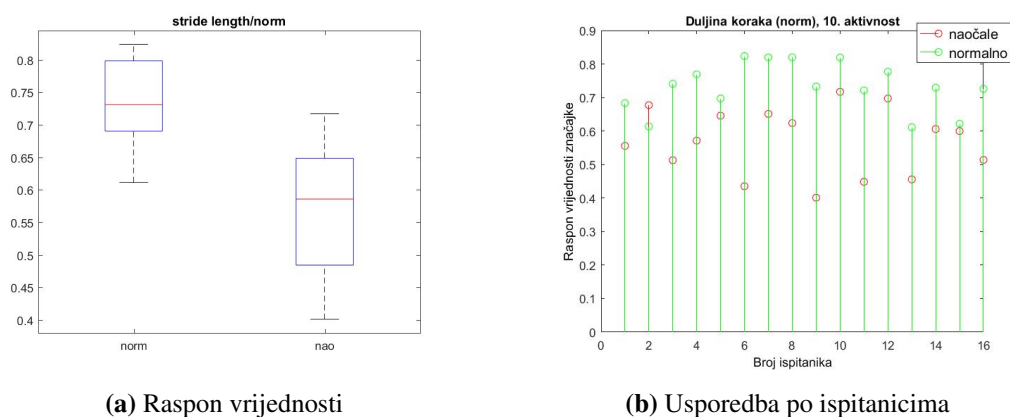 stride length/norm
0.8
0.75
0.7
0.65
0.6
0.55
0.5
0.45
0.4
norm nao
(a) Raspon vrijednosti
Duljina koraka (norm), 10. aktivnost
naočale
normalno
Raspon vrijednosti značajke
0.9
0.8
0.7
0.6
0.5
0.4
0.3
0.2
0.1
0
0 2 4 6 8 10 12 14 16
Broj ispitanika
(b) Usporedba po ispitanicima